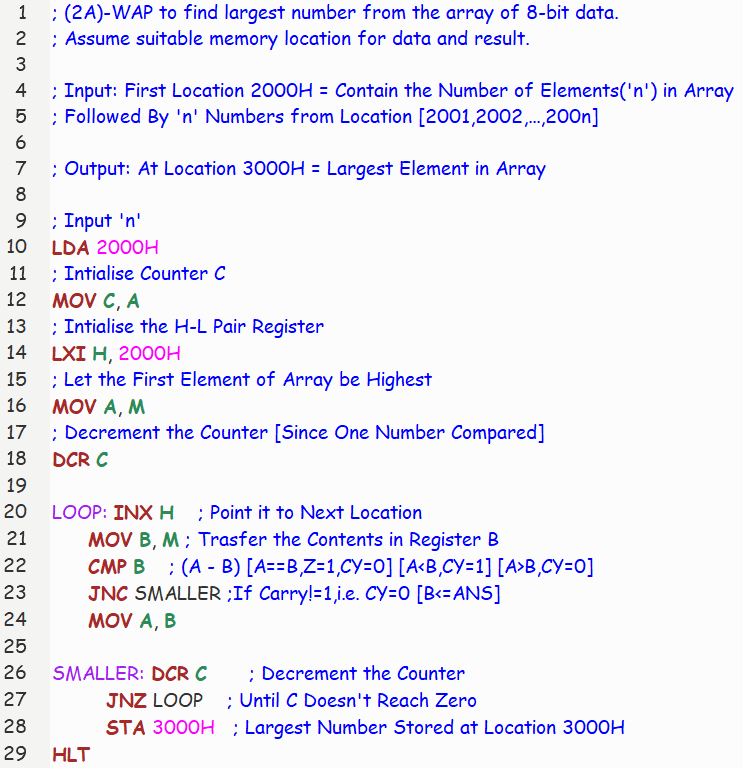 1 ; (2A)-WAP to find largest number from the array of 8-bit data.
2 ; Assume suitable memory location for data and result.
3
4 ; Input: First Location 2000H = Contain the Number of Elements('n') in Array
5 ; Followed By 'n' Numbers from Location [2001,2002,...,200n]
6
7 ; Output: At Location 3000H = Largest Element in Array
8
9 ; Input 'n'
10 LDA 2000H
11 ; Intialise Counter C
12 MOV C, A
13 ; Intialise the H-L Pair Register
14 LXI H, 2000H
15 ; Let the First Element of Array be Highest
16 MOV A, M
17 ; Decrement the Counter [Since One Number Compared]
18 DCR C
19
20 LOOP: INX H ; Point it to Next Location
21 MOV B, M ; Trasfer the Contents in Register B
22 CMP B ; (A - B) [A==B,Z=1,CY=0] [A<B,CY=1] [A>B,CY=0]
23 JNC SMALLER ;If Carry!=1,i.e. CY=0 [B<=ANS]
24 MOV A, B
25
26 SMALLER: DCR C ; Decrement the Counter
27 JNZ LOOP ; Until C Doesn't Reach Zero
28 STA 3000H ; Largest Number Stored at Location 3000H
29 HLT